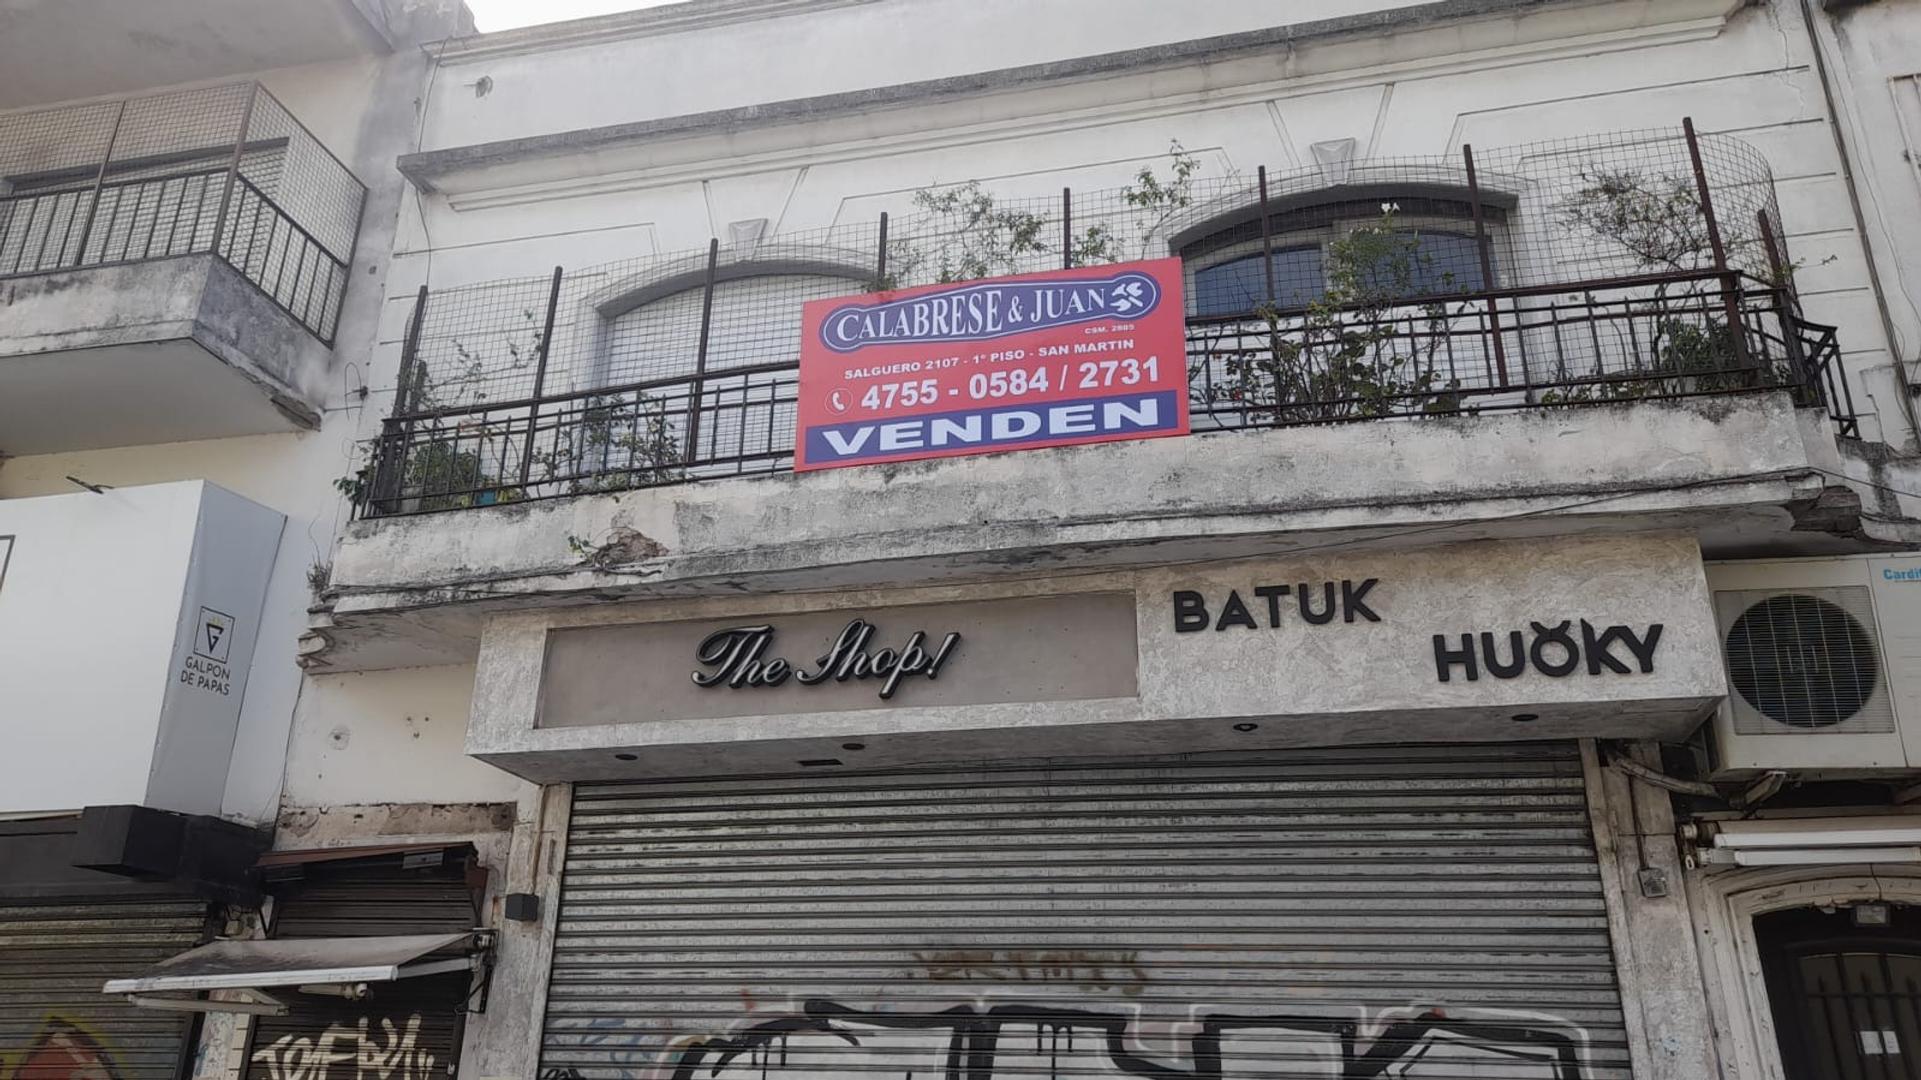 CALABRESE & JUAN
CSM. 2885
SALGUERO 2107 - 1° PISO - SAN MARTIN
4755 - 0584 / 2731
VENDEN
The Shop!
BATUK
HUOKY
GALPON
DE PAPAS